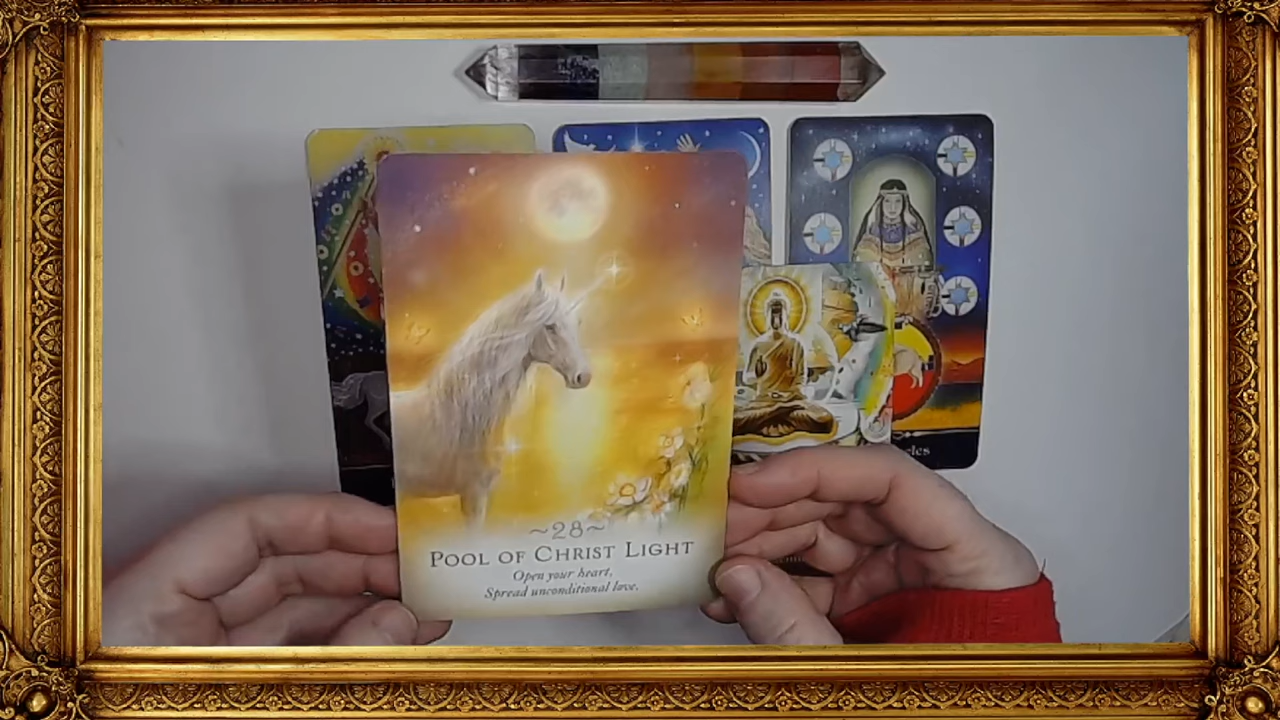 ~28~
POOL OF CHRIST LIGHT
Open your heart,
Spread unconditional love.